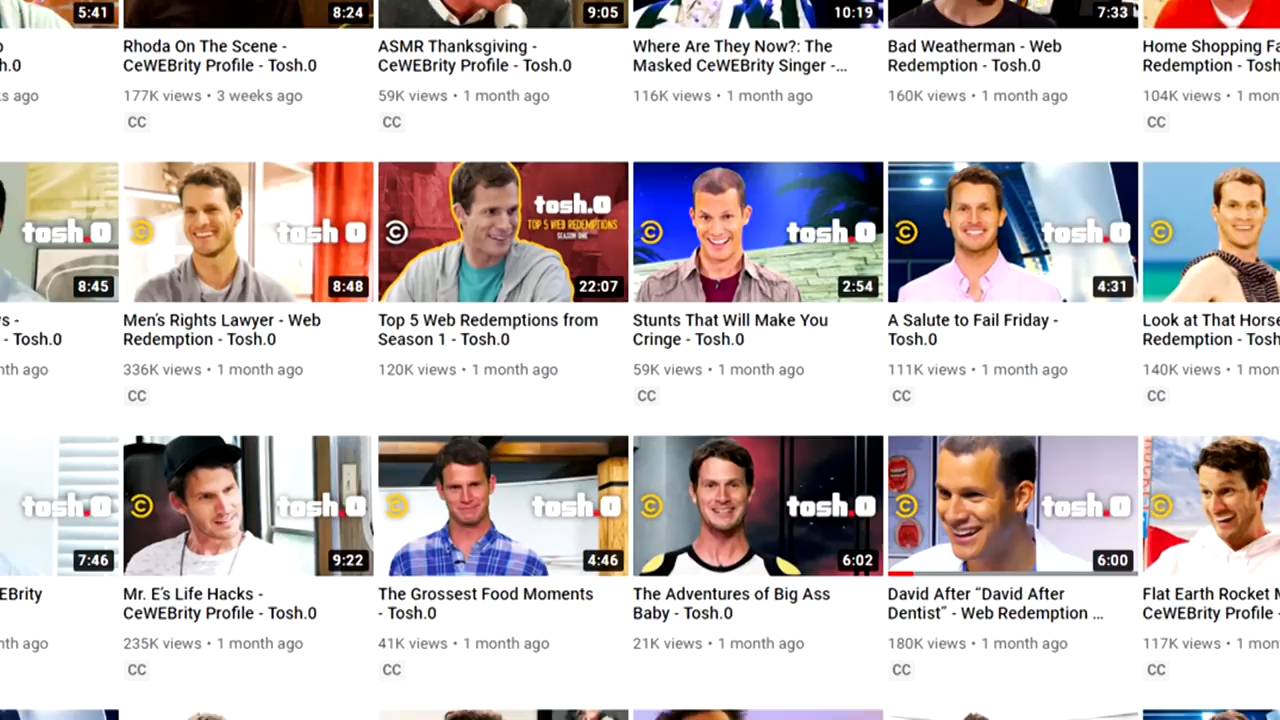 5:41
8:24
9:05
10:19
7:33
Rhoda On The Scene -
CeWEBrity Profile - Tosh.0
177K views • 3 weeks ago
CC
ASMR Thanksgiving -
CeWEBrity Profile - Tosh.0
59K views • 1 month ago
CC
Where Are They Now?: The
Masked CeWEBrity Singer -...
116K views • 1 month ago
Bad Weatherman - Web
Redemption - Tosh.0
160K views • 1 month ago
Home Shopping
Redemption -
104K views • 1
CC
ago
tosh.0
8:45
- Tosh.0
ago
tosh.0
8:48
Men's Rights Lawyer - Web
Redemption - Tosh.0
336K views • 1 month ago
CC
tosh.0
TOP 5 WEB REDEMPTIONS
SEASON ONE
22:07
Top 5 Web Redemptions from
Season 1 - Tosh.0
120K views • 1 month ago
tosh.0
2:54
Stunts That Will Make You
Cringe - Tosh.0
59K views • 1 month ago
CC
tosh.0
4:31
A Salute to Fail Friday -
Tosh.0
111K views • 1 month ago
CC
Look at That Horse
Redemption - Tosh
140K views • 1
CC
tosh.0
7:46
ago
tosh.0
9:22
Mr. E's Life Hacks -
CeWEBrity Profile - Tosh.0
235K views • 1 month ago
CC
tosh.0
4:46
The Grossest Food Moments
- Tosh.0
41K views • 1 month ago
CC
tosh.0
6:02
The Adventures of Big Ass
Baby - Tosh.0
21K views • 1 month ago
tosh.0
6:00
David After “David After
Dentist” - Web Redemption ...
180K views • 1 month ago
CC
Flat Earth Rocket
CeWEBrity Profile -
117K views • 1
CC